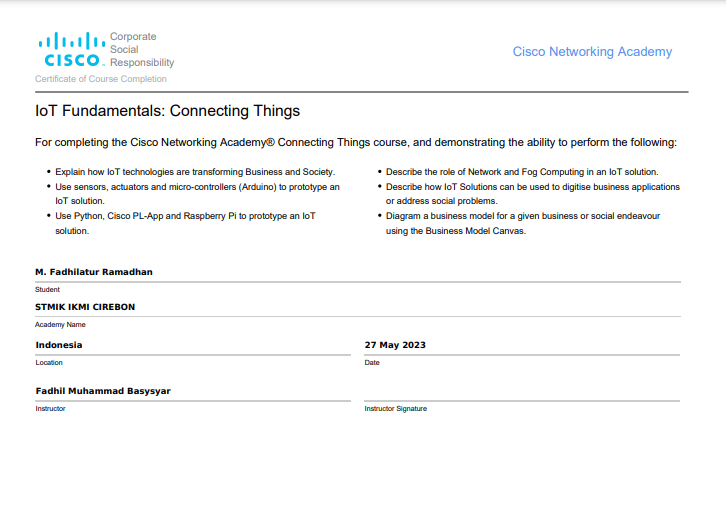 Corporate
Social
Responsibility
CISCO
Cisco Networking Academy
Certificate of Course Completion
IoT Fundamentals: Connecting Things
For completing the Cisco Networking Academy® Connecting Things course, and demonstrating the ability to perform the following:
• Explain how IoT technologies are transforming Business and Society.
• Use sensors, actuators and micro-controllers (Arduino) to prototype an
IoT solution.
• Use Python, Cisco PL-App and Raspberry Pi to prototype an IoT
solution.
• Describe the role of Network and Fog Computing in an IoT solution.
• Describe how IoT Solutions can be used to digitise business applications
or address social problems.
• Diagram a business model for a given business or social endeavour
using the Business Model Canvas.
M. Fadhilatur Ramadhan
Student
STMIK IKMI CIREBON
Academy Name
Indonesia
Location
27 May 2023
Date
Fadhil Muhammad Basysyar
Instructor
Instructor Signature